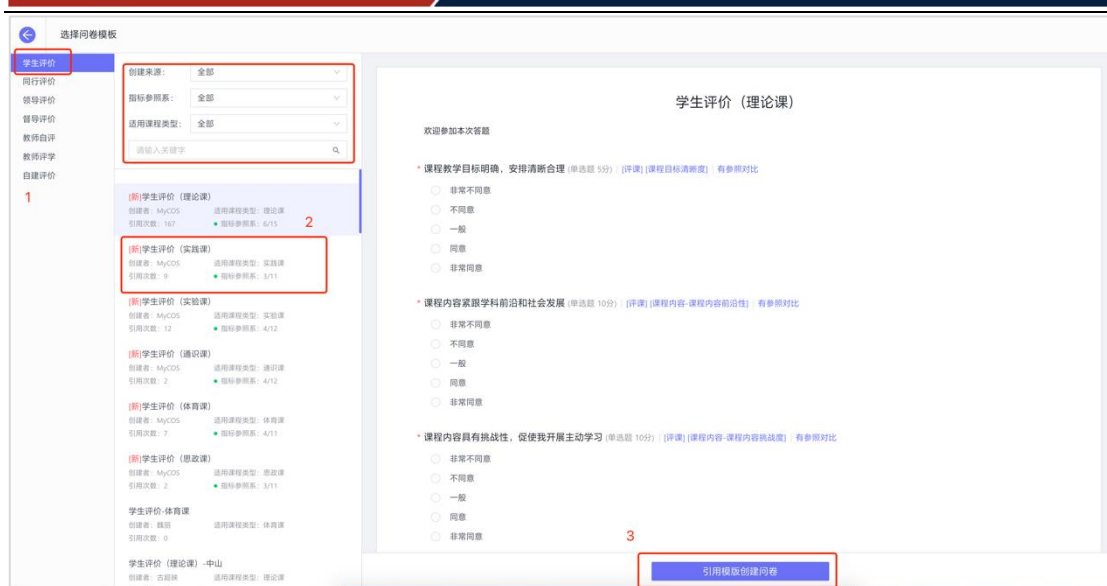 选择问卷模板
学生评价
同行评价
领导评价
督导评价
教师自评
教师评学
自建评价
1
创建来源： 全部
指标参照系： 全部
适用课程类型： 全部
请输入关键字
[新]学生评价（理论课）
创建者：MyCOS 适用课程类型：理论课
引用次数：167 指标参照系：6/15
2
[新]学生评价（实践课）
创建者：MyCOS 适用课程类型：实践课
引用次数：9 指标参照系：3/11
[新]学生评价（实验课）
创建者：MyCOS 适用课程类型：实验课
引用次数：12 指标参照系：4/12
[新]学生评价（通识课）
创建者：MyCOS 适用课程类型：通识课
引用次数：2 指标参照系：4/12
[新]学生评价（体育课）
创建者：MyCOS 适用课程类型：体育课
引用次数：7 指标参照系：4/11
[新]学生评价（思政课）
创建者：MyCOS 适用课程类型：思政课
引用次数：2 指标参照系：3/11
学生评价-体育课
创建者： 适用课程类型：体育课
引用次数：0
学生评价（理论课）-中山
创建者： 适用课程类型：理论课
学生评价（理论课）
欢迎参加本次答题
* 课程教学目标明确，安排清晰合理 (单选题 5分) | [评课] [课程目标清晰度] | 有参照对比
非常不同意
不同意
一般
同意
非常同意
* 课程内容紧跟学科前沿和社会发展 (单选题 10分) | [评课] [课程内容-课程内容前沿性] | 有参照对比
非常不同意
不同意
一般
同意
非常同意
* 课程内容具有挑战性，促使我开展主动学习 (单选题 10分) | [评课] [课程内容-课程内容挑战度] | 有参照对比
非常不同意
不同意
一般
同意
非常同意
3
引用模版创建问卷